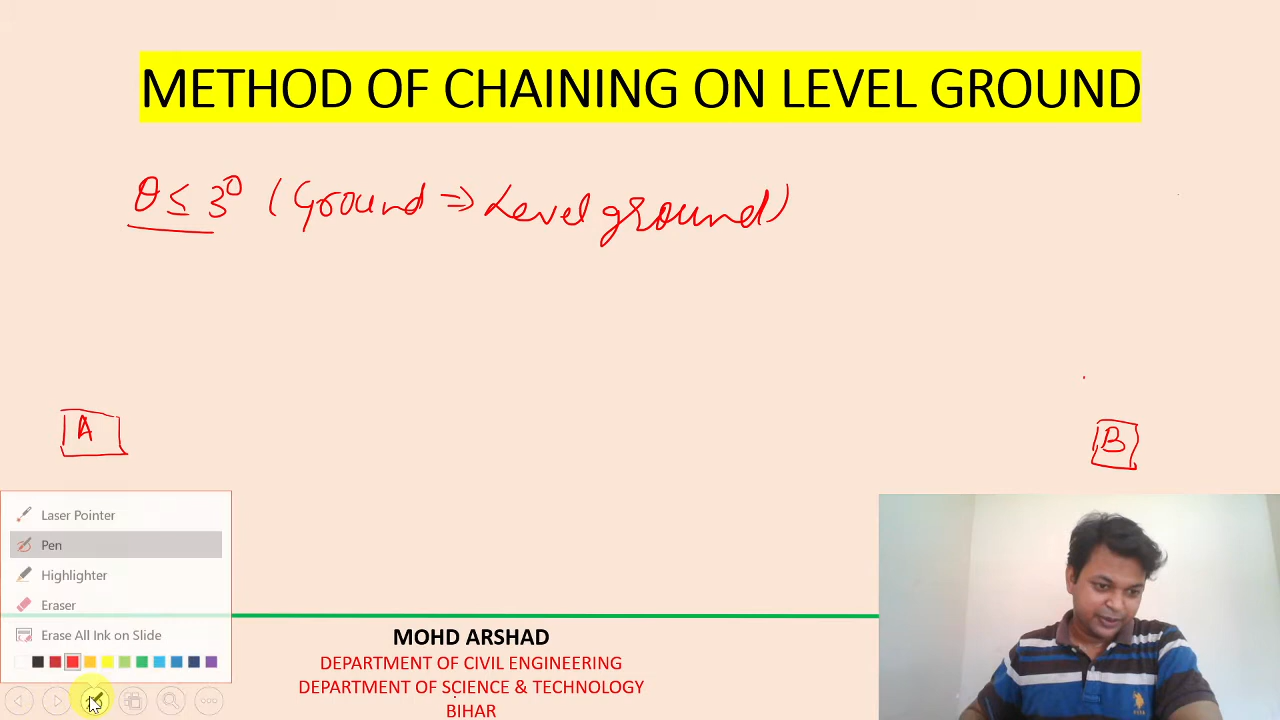 METHOD OF CHAINING ON LEVEL GROUND
θ ≤ 3⁰ (Ground ⇒ Level ground)
A
B
Laser Pointer
Pen
Highlighter
Eraser
Erase All Ink on Slide
MOHD ARSHAD
DEPARTMENT OF CIVIL ENGINEERING
DEPARTMENT OF SCIENCE & TECHNOLOGY
BIHAR